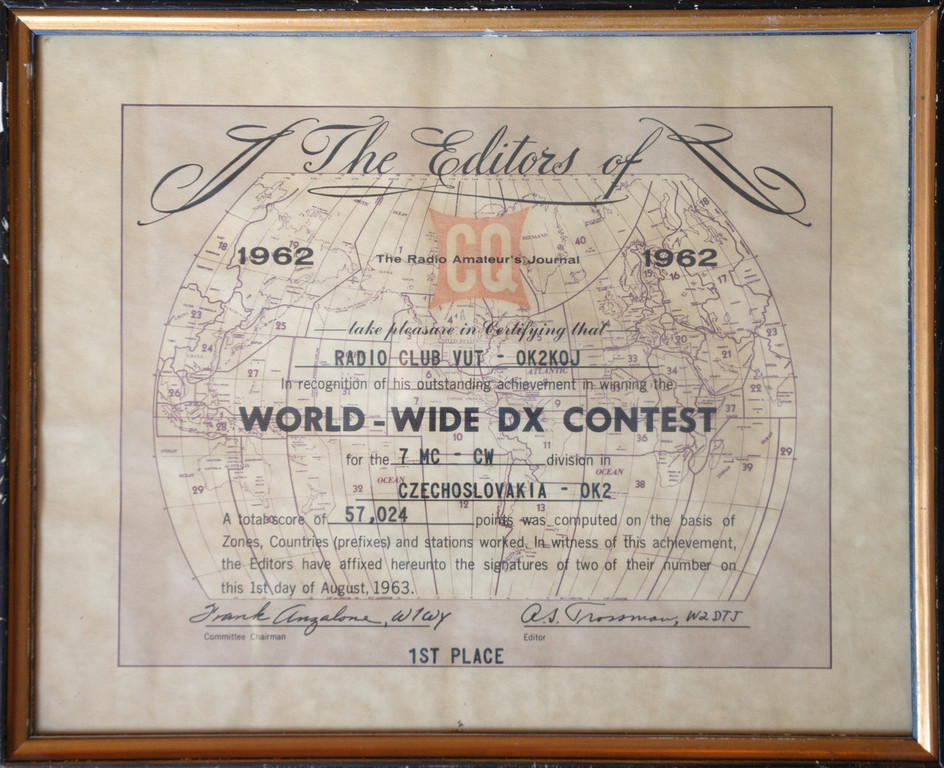 The Editors of
CQ
1962 The Radio Amateur's Journal 1962
take pleasure in Certifying that
RADIO CLUB VUT - OK2KOJ
In recognition of his outstanding achievement in winning the
WORLD-WIDE DX CONTEST
for the 7 MC - CW division in
CZECHOSLOVAKIA - OK2
A total score of 57,024 points was computed on the basis of
Zones, Countries (prefixes) and stations worked. In witness of this achievement,
the Editors have affixed hereunto the signatures of two of their number on
this 1st day of August, 1963.
Frank Anzalone, W1WY A.S. Trossman, W2DTJ
Committee Chairman Editor
1ST PLACE